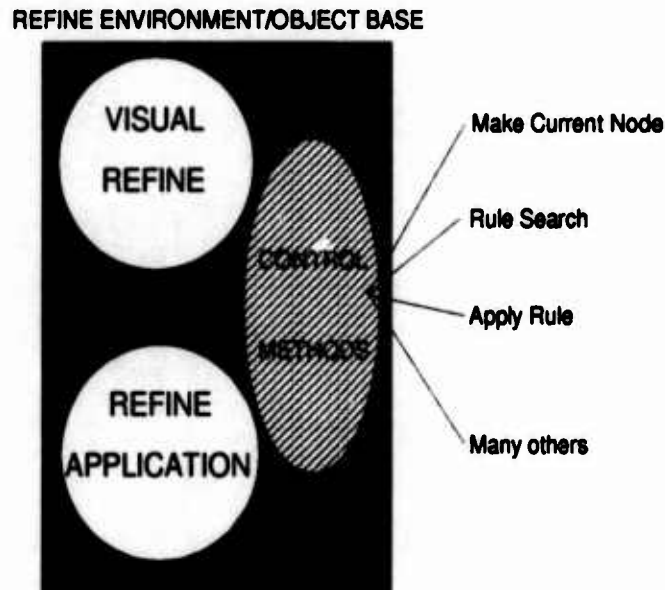 REFINE ENVIRONMENT/OBJECT BASE
VISUAL
REFINE
CONTROL
METHODS
REFINE
APPLICATION
Make Current Node
Rule Search
Apply Rule
Many others